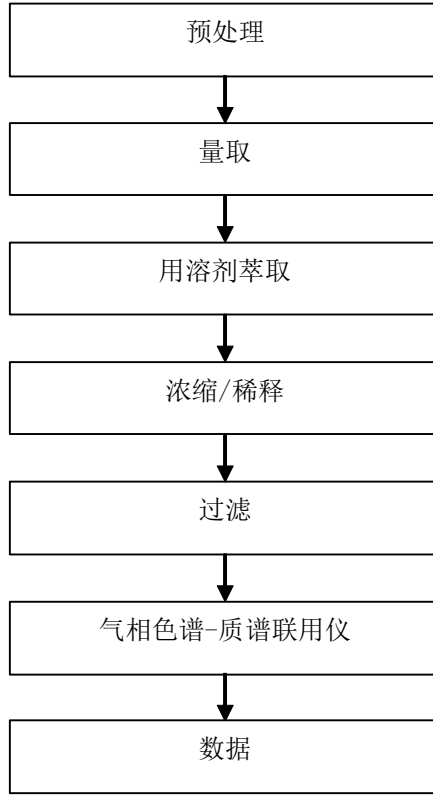 预处理
量取
用溶剂萃取
浓缩/稀释
过滤
气相色谱-质谱联用仪
数据